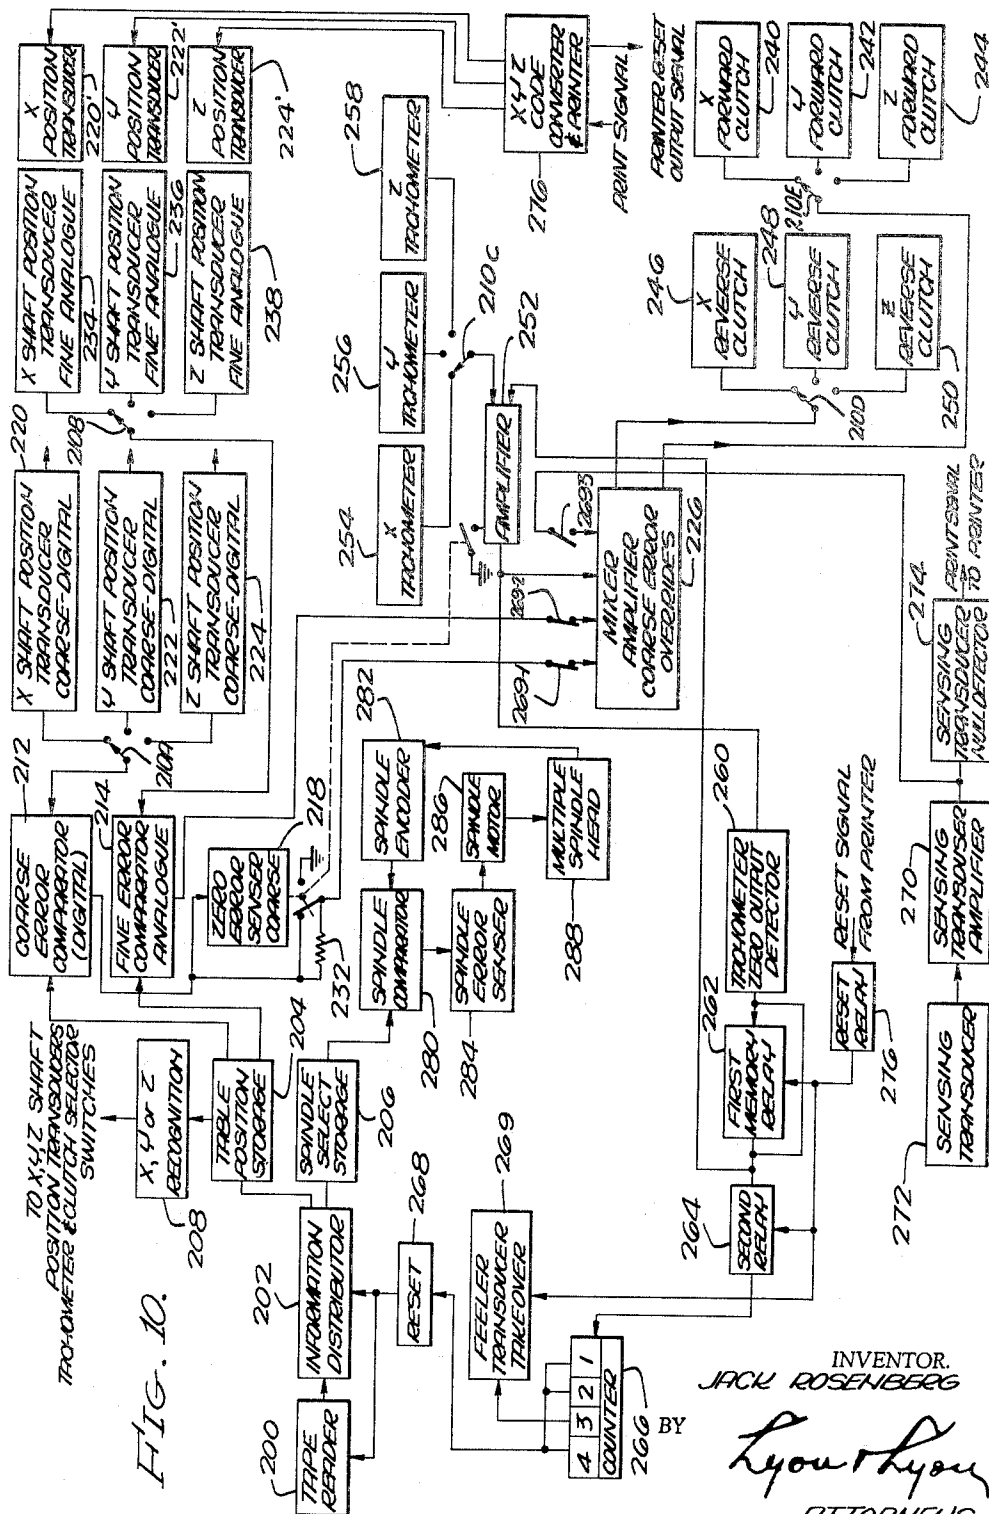 FIG. 10.
TO X,Y,Z SHAFT
POSITION TRANSDUCERS
TACHOMETER & CLUTCH SELECTOR
SWITCHES
X, Y or Z
RECOGNITION
208
TAPE
READER
200
INFORMATION
DISTRIBUTOR
202
TABLE
POSITION
STORAGE
204
SPINDLE
SELECT
STORAGE
206
RESET
268
FEELER
TRANSDUCER
TAKEOVER
269
4 3 2 1
COUNTER
266
COARSE
ERROR
COMPARATOR
(DIGITAL)
212
FINE ERROR
COMPARATOR
ANALOGUE
214
ZERO
ERROR
SENSER
COARSE
218
232
SPINDLE
COMPARATOR
280
SPINDLE
ENCODER
282
SPINDLE
ERROR
SENSER
284
SPINDLE
MOTOR
286
MULTIPLE
SPINDLE
HEAD
288
SECOND
RELAY
264
FIRST
MEMORY
RELAY
262
TACHOMETER
ZERO OUTPUT
DETECTOR
260
RESET
RELAY
276
RESET SIGNAL
FROM PRINTER
SENSING
TRANSDUCER
272
SENSING
TRANSDUSER
AMPLIFIER
270
SENSING
TRANSDUCER
NULL DETECTOR
274
PRINT SIGNAL
TO PRINTER
210A
X SHAFT POSITION
TRANSDUCER
COARSE-DIGITAL
220
Y SHAFT POSITION
TRANSDUCER
COARSE-DIGITAL
222
Z SHAFT POSITION
TRANSDUCER
COARSE-DIGITAL
224
210B
X SHAFT POSITION
TRANSDUCER
FINE ANALOGUE
234
Y SHAFT POSITION
TRANSDUCER
FINE ANALOGUE
236
Z SHAFT POSITION
TRANSDUCER
FINE ANALOGUE
238
X
POSITION
TRANSDUCER
220'
Y
POSITION
TRANSDUCER
222'
Z
POSITION
TRANSDUCER
224'
X
TACHOMETER
254
Y
TACHOMETER
256
Z
TACHOMETER
258
210C
AMPLIFIER
252
269-1
269-2
269-3
MIXER
AMPLIFIER
COARSE ERROR
OVERRIDES
226
X Y Z
CODE
CONVERTER
& PRINTER
276
PRINT SIGNAL
PRINTER RESET
OUTPUT SIGNAL
210D
X
REVERSE
CLUTCH
246
Y
REVERSE
CLUTCH
248
Z
REVERSE
CLUTCH
250
210E
X
FORWARD
CLUTCH
240
Y
FORWARD
CLUTCH
242
Z
FORWARD
CLUTCH
244
INVENTOR.
JACK ROSENBERG
BY
Lyon & Lyon
ATTORNEYS